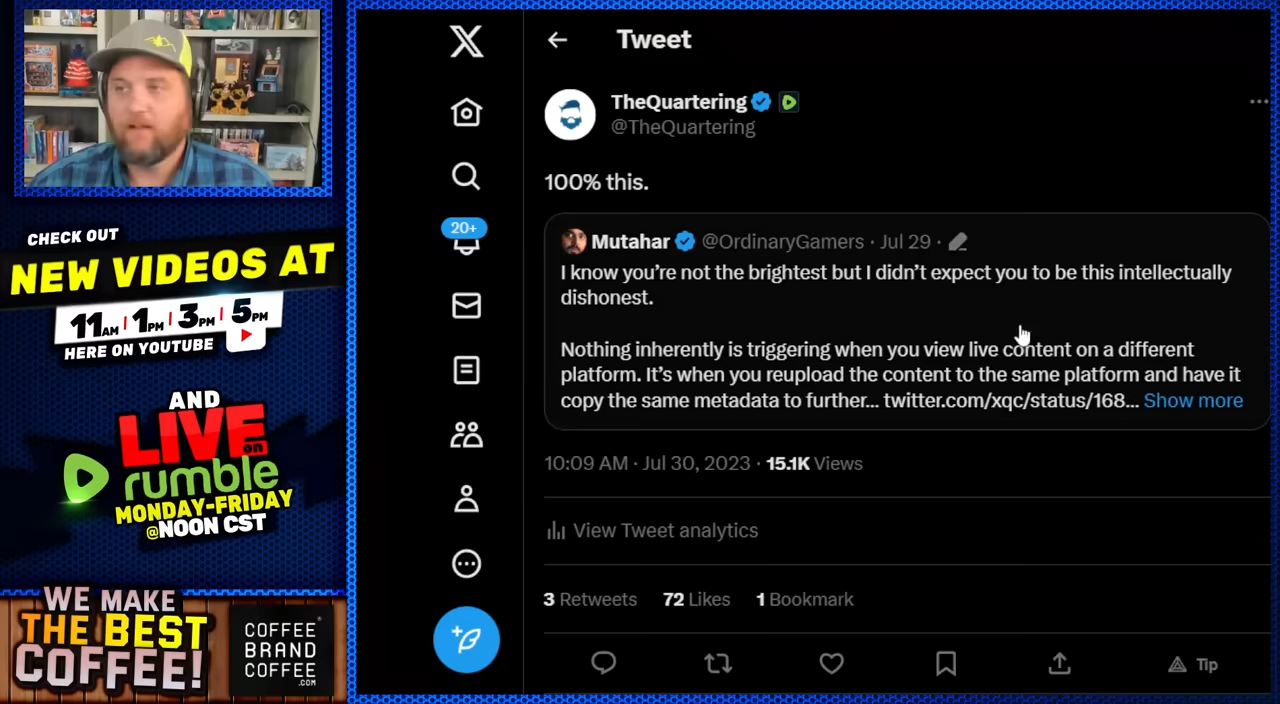 CHECK OUT
NEW VIDEOS AT
11AM | 1PM | 3PM | 5PM
HERE ON YOUTUBE
AND
LIVE on
rumble
MONDAY-FRIDAY
@NOON CST
WE MAKE
THE BEST
COFFEE!
COFFEE
BRAND
COFFEE
.COM
X
20+
Tweet
TheQuartering
@TheQuartering
100% this.
Mutahar @OrdinaryGamers · Jul 29 ·
I know you’re not the brightest but I didn’t expect you to be this intellectually
dishonest.
Nothing inherently is triggering when you view live content on a different
platform. It’s when you reupload the content to the same platform and have it
copy the same metadata to further... twitter.com/xqc/status/168... Show more
10:09 AM · Jul 30, 2023 · 15.1K Views
View Tweet analytics
3 Retweets 72 Likes 1 Bookmark
Tip